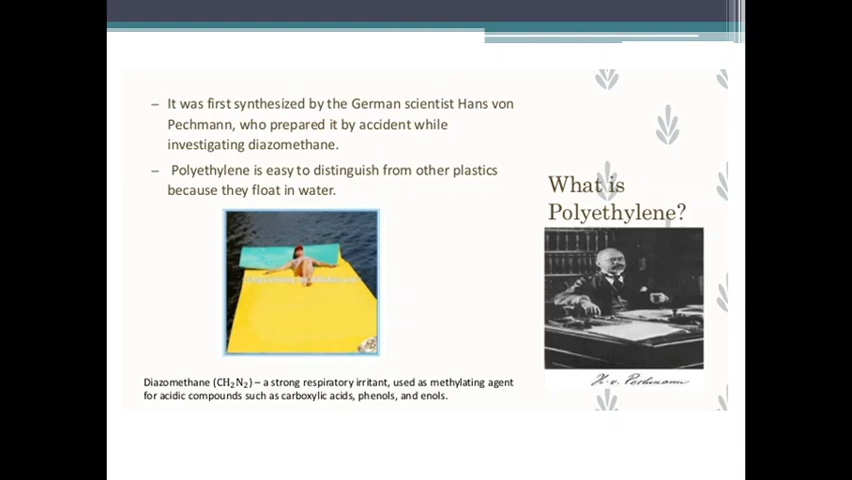 – It was first synthesized by the German scientist Hans von
Pechmann, who prepared it by accident while
investigating diazomethane.
– Polyethylene is easy to distinguish from other plastics
because they float in water.
Diazomethane (CH₂N₂) – a strong respiratory irritant, used as methylating agent
for acidic compounds such as carboxylic acids, phenols, and enols.
What is
Polyethylene?
H. v. Pechmann